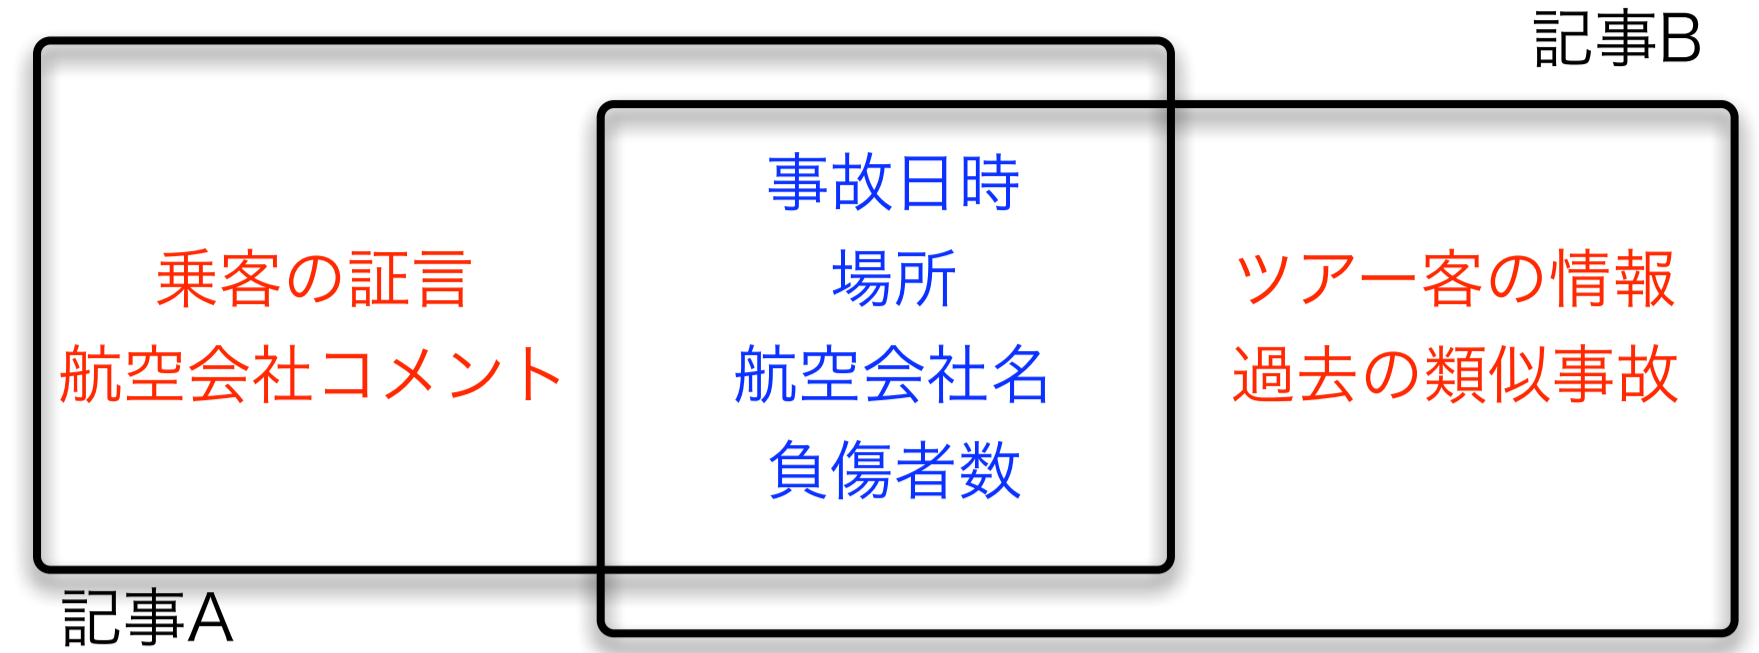 記事B
乗客の証言
航空会社コメント
事故日時
場所
航空会社名
負傷者数
ツアー客の情報
過去の類似事故
記事A